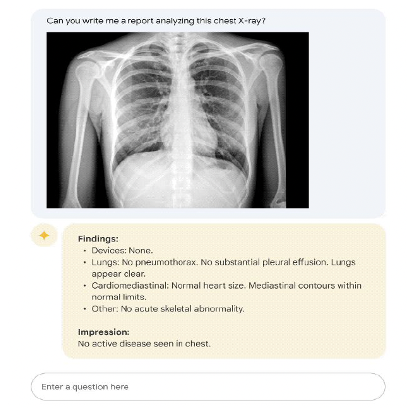 Can you write me a report analyzing this chest X-ray?
Findings:
• Devices: None.
• Lungs: No pneumothorax. No substantial pleural effusion. Lungs
appear clear.
• Cardiomediastinal: Normal heart size. Mediastinal contours within
normal limits.
• Other: No acute skeletal abnormality.
Impression:
No active disease seen in chest.
Enter a question here